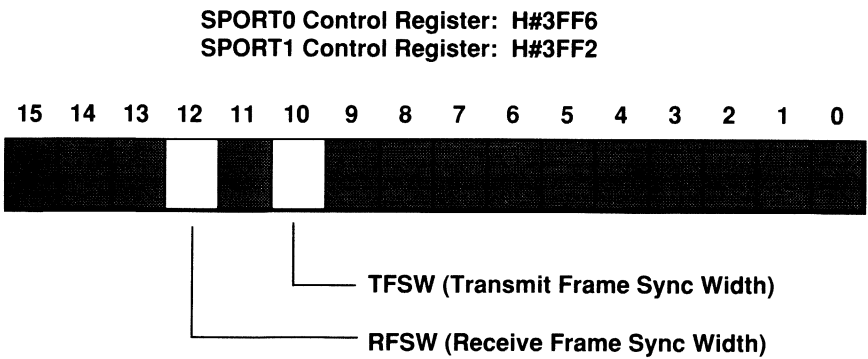 SPORT0 Control Register: H#3FF6
SPORT1 Control Register: H#3FF2
15 14 13 12 11 10 9 8 7 6 5 4 3 2 1 0
TFSW (Transmit Frame Sync Width)
RFSW (Receive Frame Sync Width)